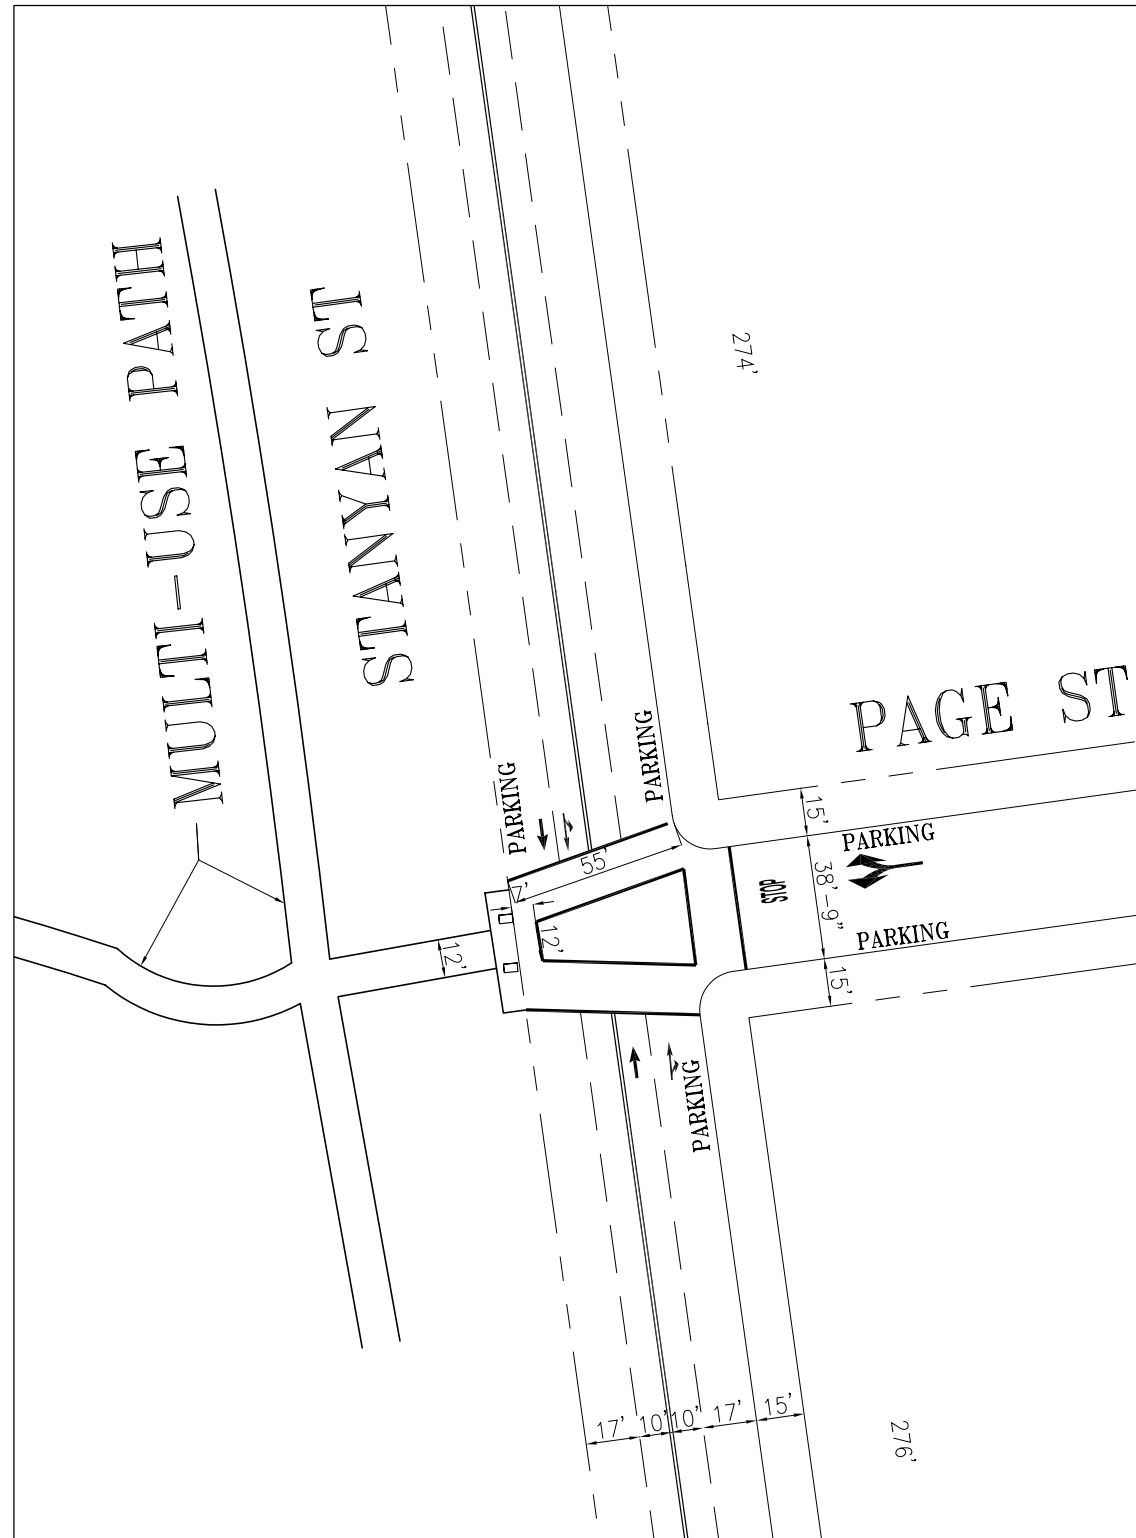 MULTI-USE PATH
STANYAN ST
274'
PAGE ST
PARKING
PARKING
15'
PARKING
55'
STOP
38'-9"
7'
12'
PARKING
12'
15'
PARKING
17'
10'
10'
17'
15'
276'